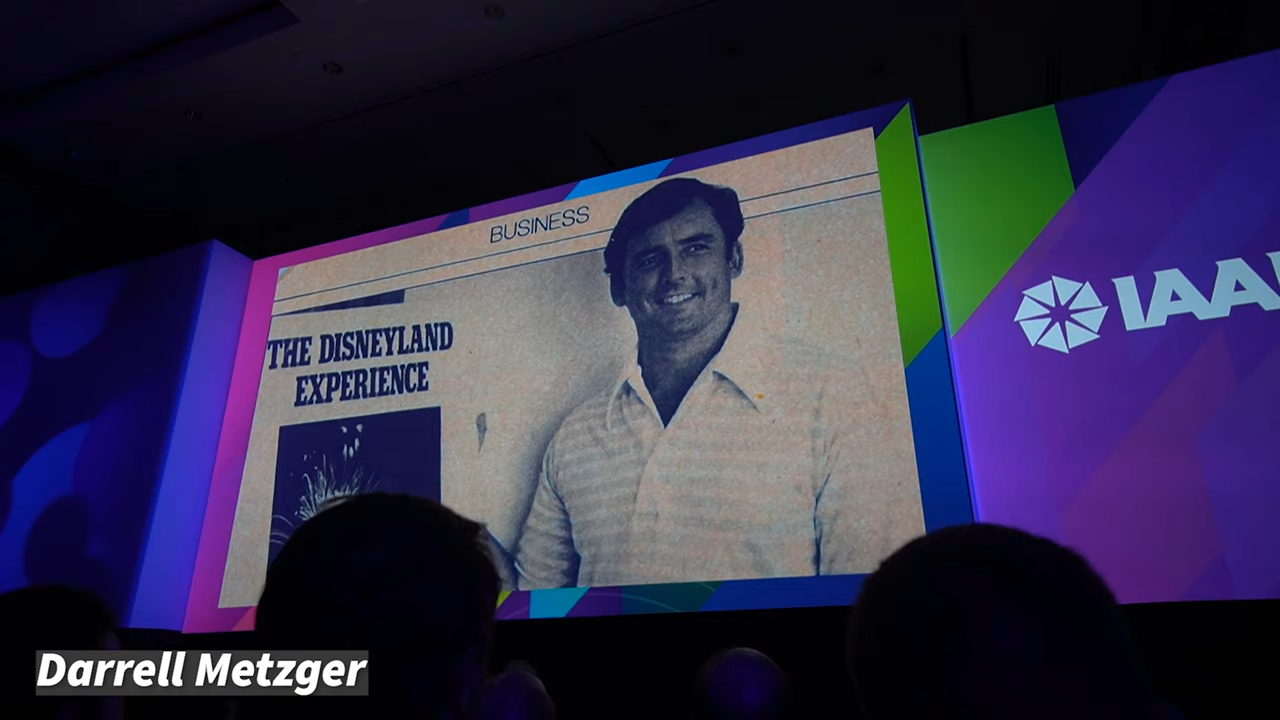 BUSINESS
THE DISNEYLAND
EXPERIENCE
IAA
Darrell Metzger